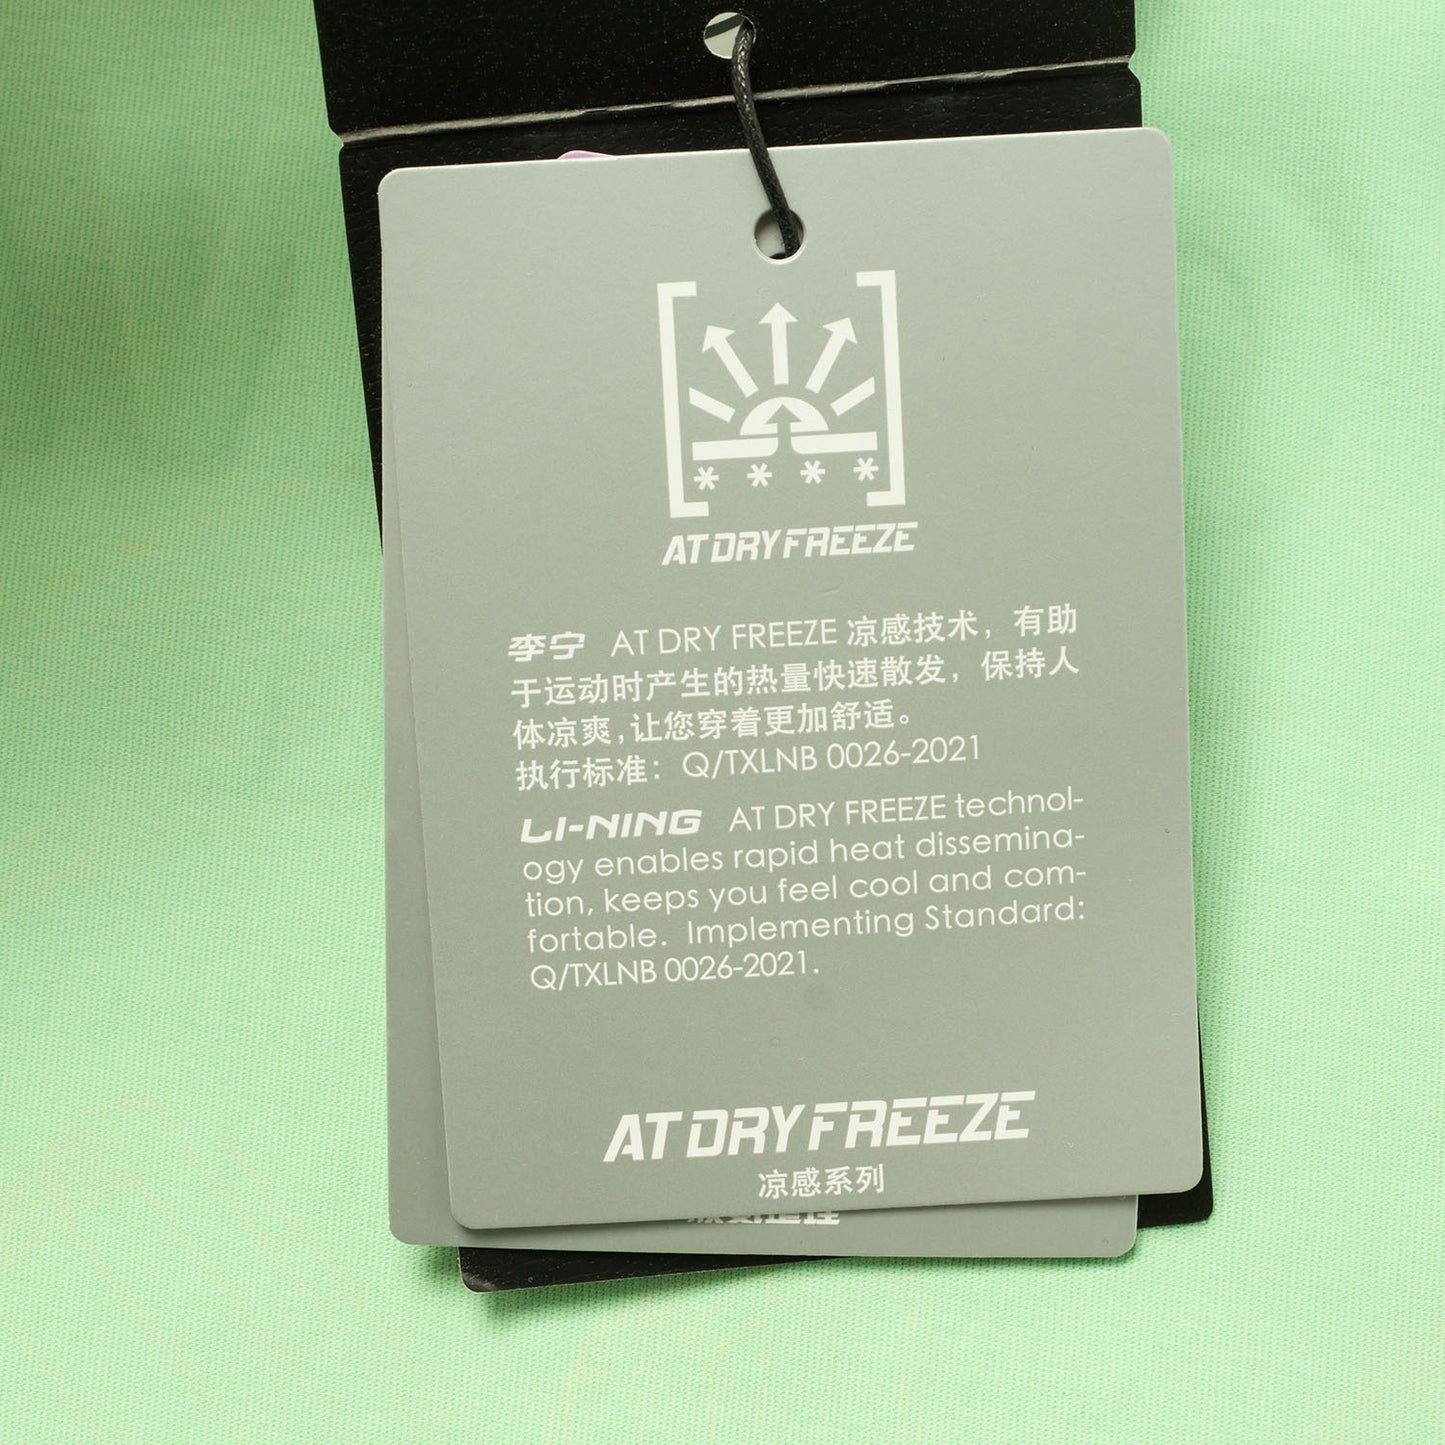 AT DRY FREEZE
李宁 AT DRY FREEZE 凉感技术，有助
于运动时产生的热量快速散发，保持人
体凉爽,让您穿着更加舒适。
执行标准：Q/TXLNB 0026-2021
LI-NING AT DRY FREEZE technol-
ogy enables rapid heat dissemina-
tion, keeps you feel cool and com-
fortable. Implementing Standard:
Q/TXLNB 0026-2021.
AT DRY FREEZE
凉感系列